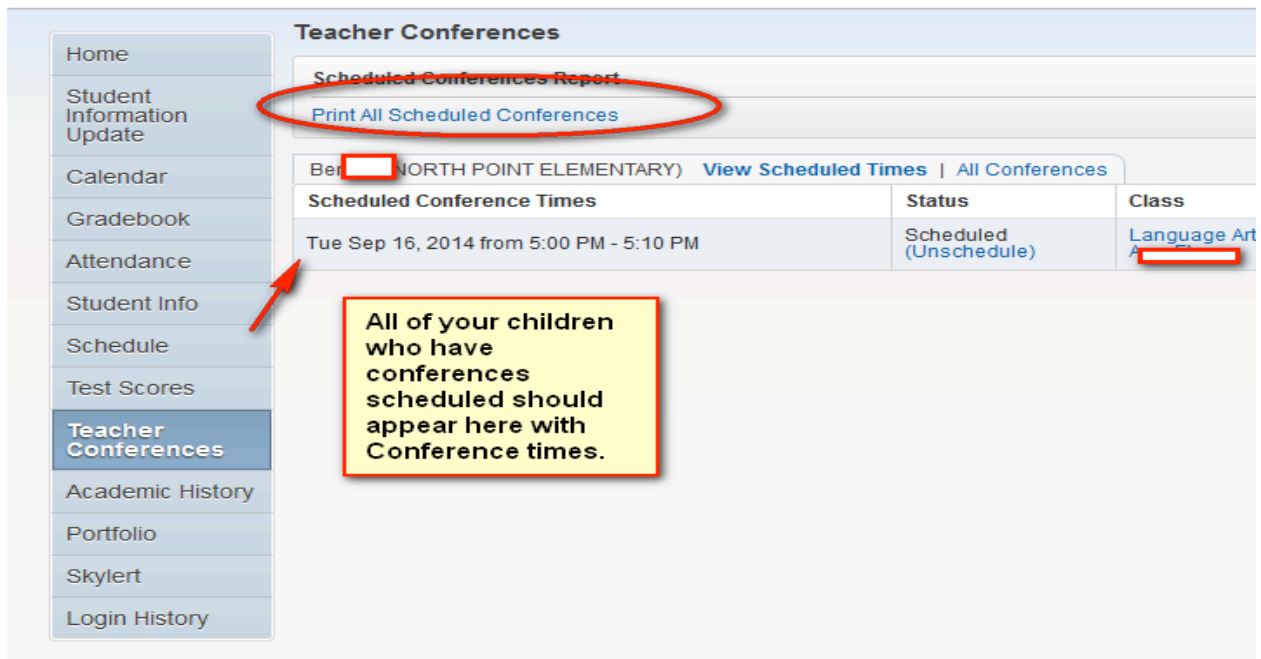 Teacher Conferences
Home
Student
Information
Update
Calendar
Gradebook
Attendance
Student Info
Schedule
Test Scores
Teacher
Conferences
Academic History
Portfolio
Skylert
Login History
Scheduled Conferences Report
Print All Scheduled Conferences
NORTH POINT ELEMENTARY) View Scheduled Times | All Conferences
Scheduled Conference Times Status Class
Tue Sep 16, 2014 from 5:00 PM - 5:10 PM Scheduled Language Art
(Unschedule)
All of your children
who have
conferences
scheduled should
appear here with
Conference times.